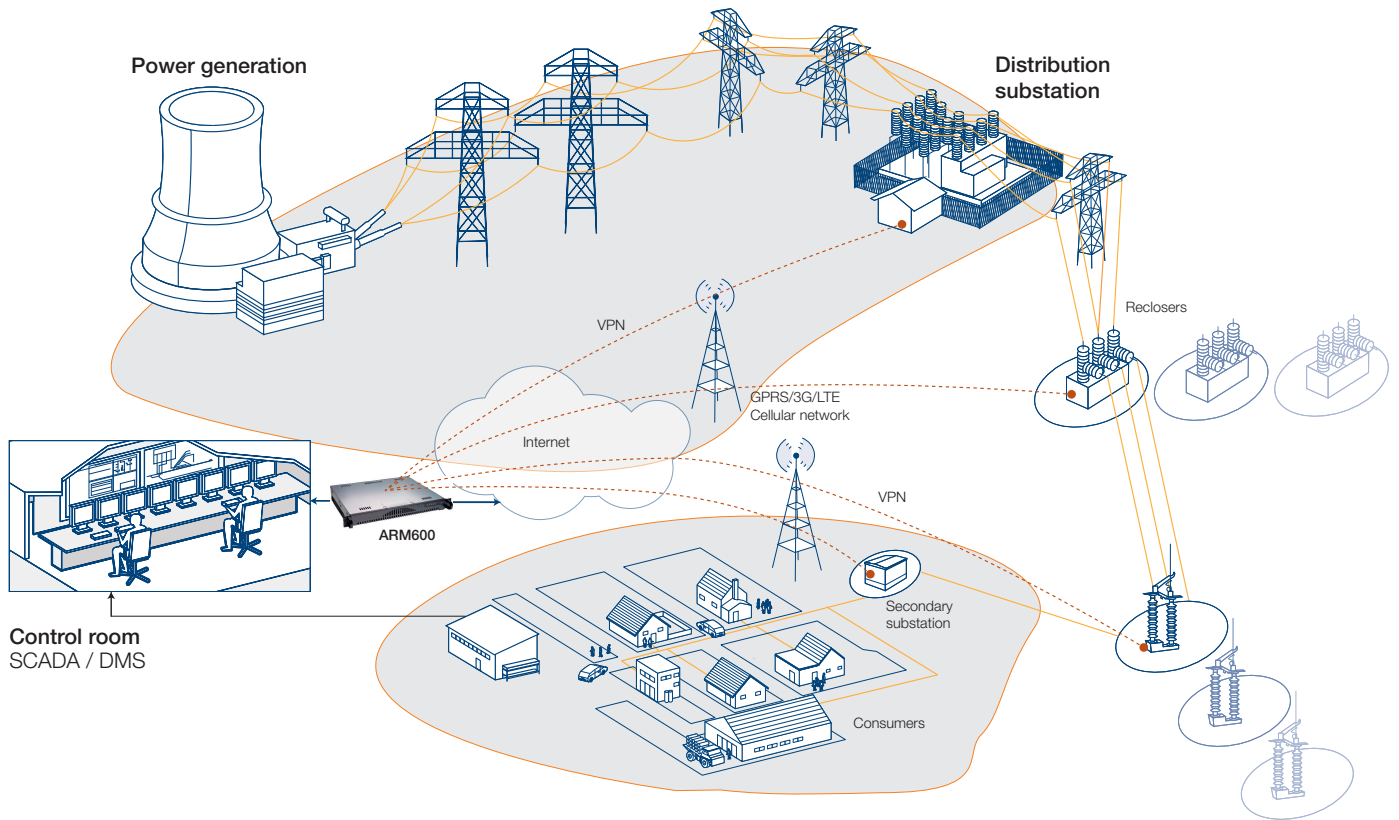 Power generation
Distribution
substation
VPN
Reclosers
GPRS/3G/LTE
Cellular network
Internet
VPN
ARM600
Secondary
substation
Control room
SCADA / DMS
Consumers